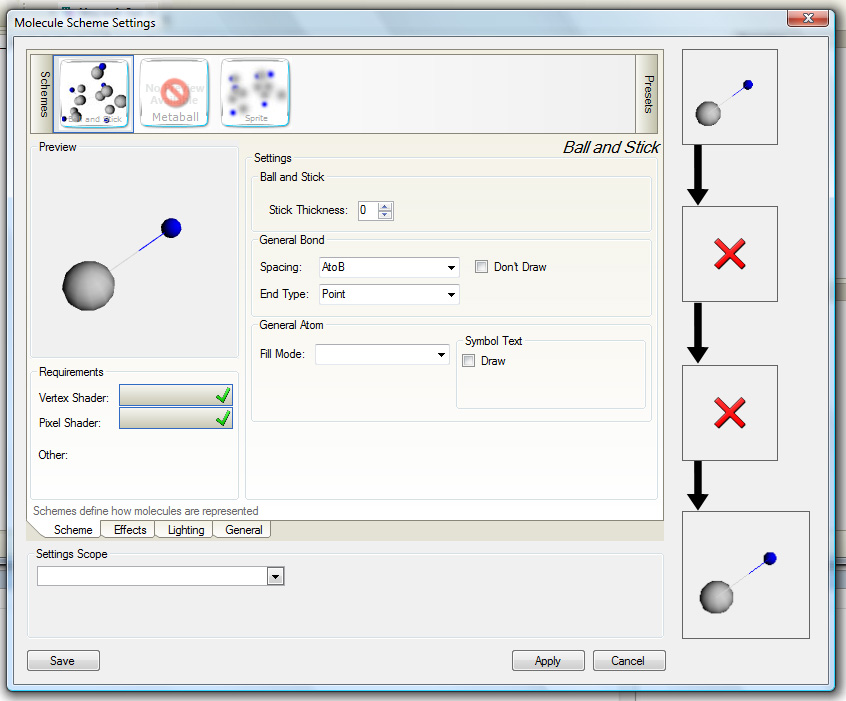 Molecule Scheme Settings
Schemes
Ball and Stick
Metaball
Sprite
Presets
Preview
Ball and Stick
Settings
Ball and Stick
Stick Thickness: 0
General Bond
Spacing: AtoB Don't Draw
End Type: Point
General Atom
Fill Mode:
Symbol Text
Draw
Requirements
Vertex Shader:
Pixel Shader:
Other:
Schemes define how molecules are represented
Scheme Effects Lighting General
Settings Scope
Save Apply Cancel